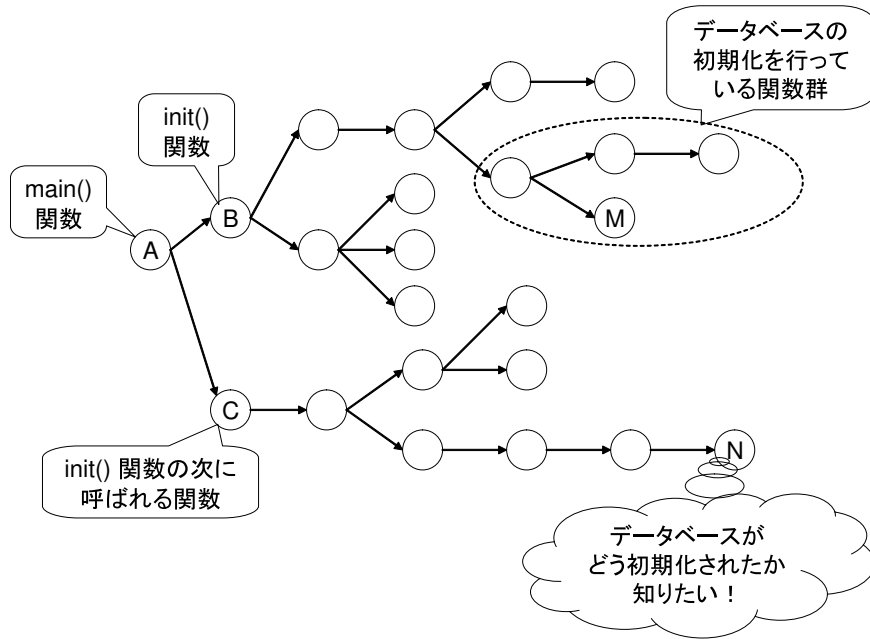 データベースの
初期化を行って
いる関数群
init()
関数
main()
関数
A
B
M
C
N
init() 関数の次に
呼ばれる関数
データベースが
どう初期化されたか
知りたい！